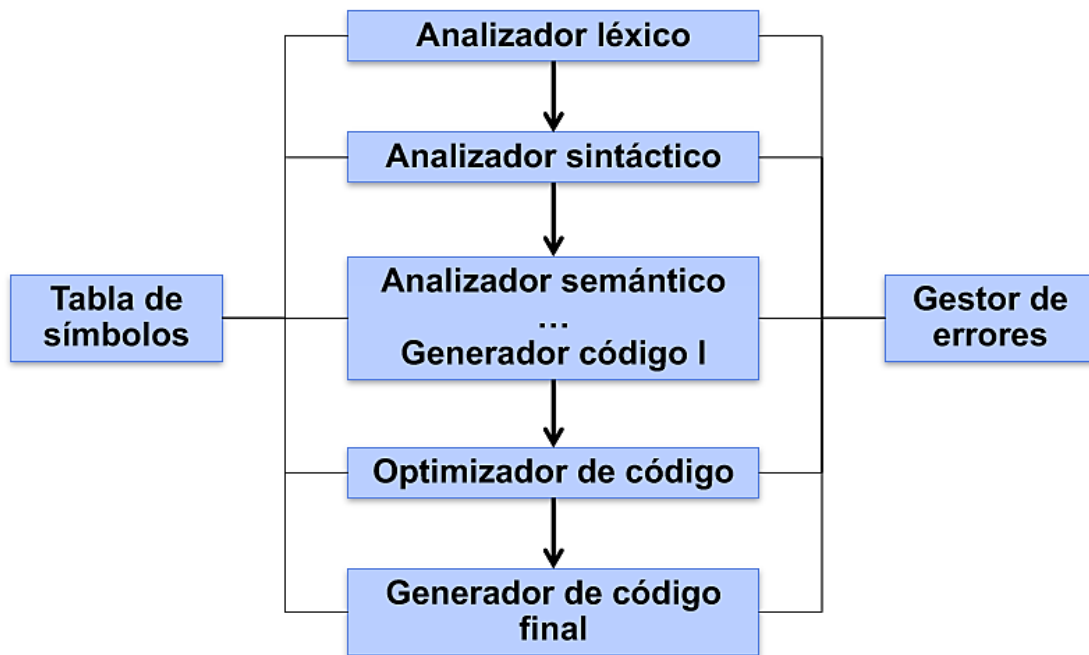 Analizador léxico
Analizador sintáctico
Tabla de
símbolos
Analizador semántico
...
Generador código I
Gestor de
errores
Optimizador de código
Generador de código
final